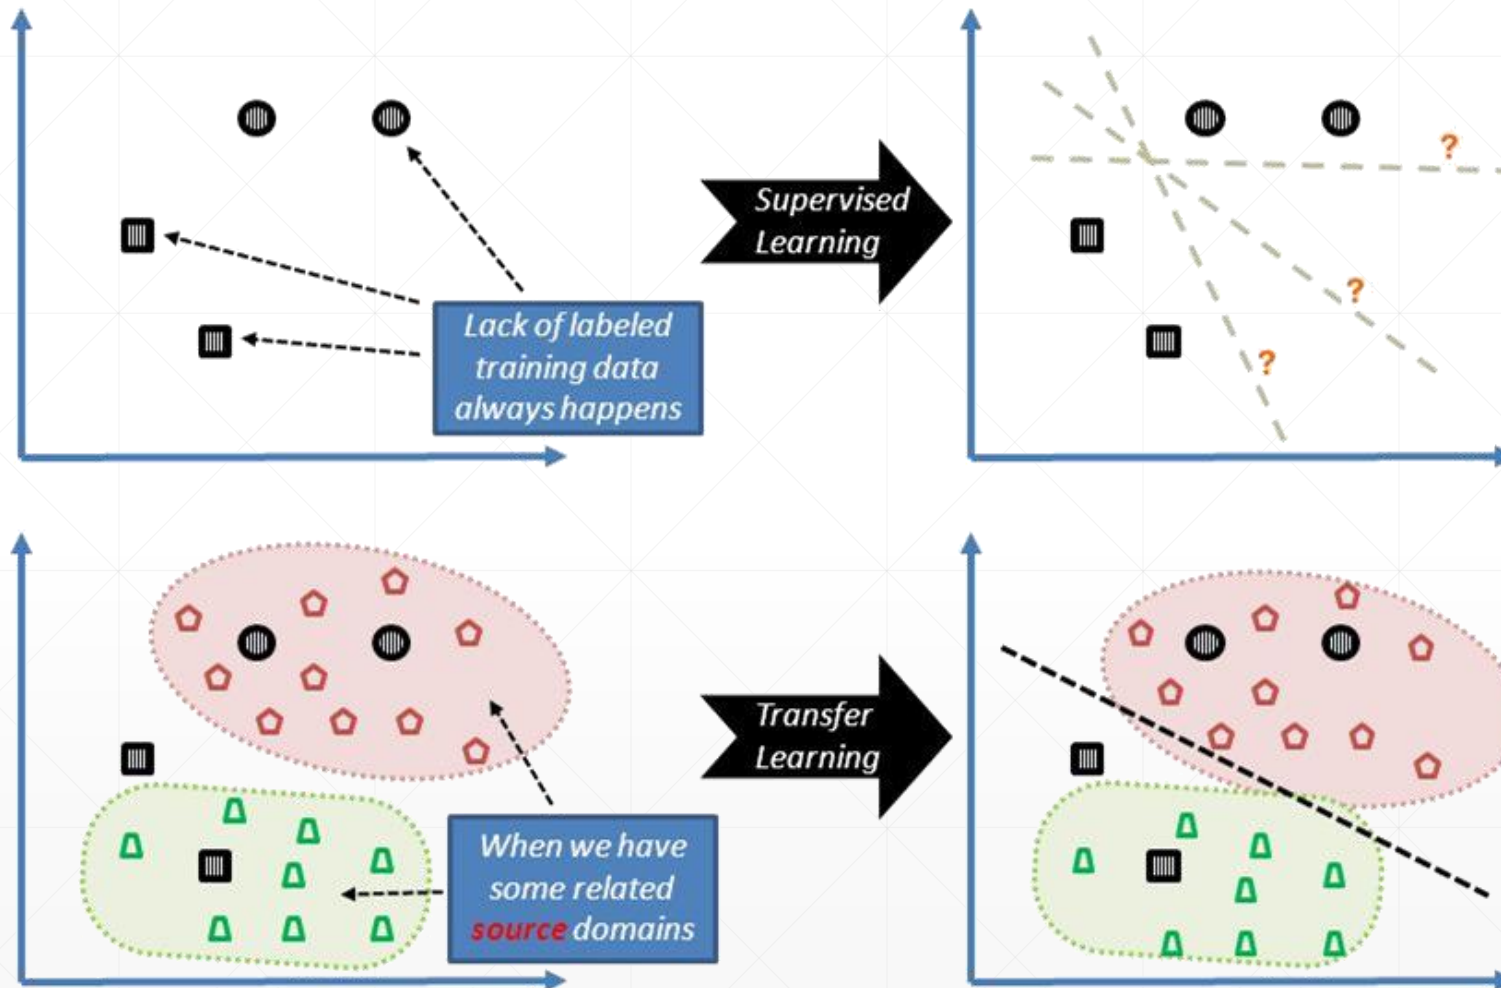 Supervised
Learning
?
?
?
Lack of labeled
training data
always happens
Transfer
Learning
When we have
some related
source domains